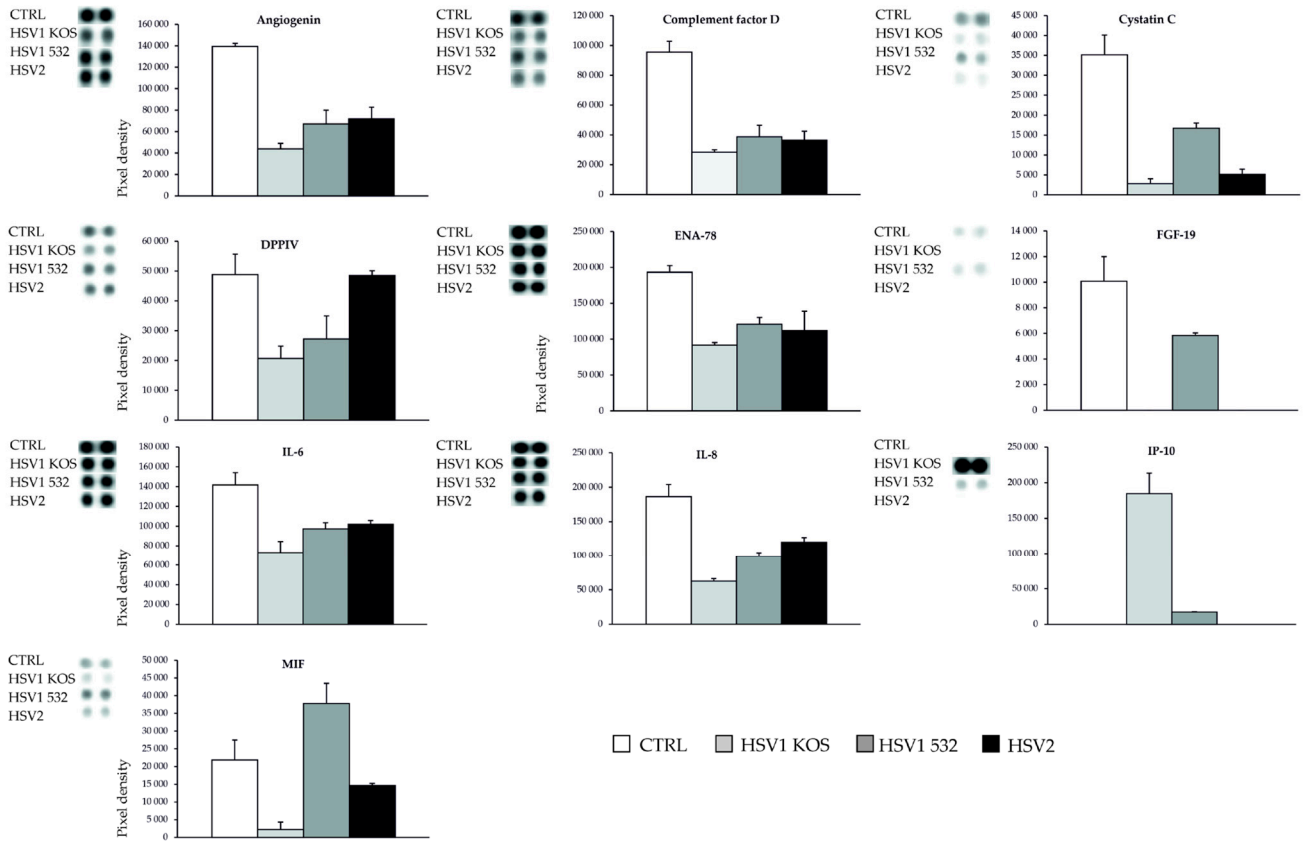 CTRL
HSV1 KOS
HSV1 532
HSV2
Pixel density
Angiogenin
160 000
140 000
120 000
100 000
80 000
60 000
40 000
20 000
0
CTRL
HSV1 KOS
HSV1 532
HSV2
Complement factor D
120 000
100 000
80 000
60 000
40 000
20 000
0
CTRL
HSV1 KOS
HSV1 532
HSV2
Cystatin C
45 000
40 000
35 000
30 000
25 000
20 000
15 000
10 000
5 000
0
CTRL
HSV1 KOS
HSV1 532
HSV2
Pixel density
DPPIV
60 000
50 000
40 000
30 000
20 000
10 000
0
CTRL
HSV1 KOS
HSV1 532
HSV2
Pixel density
ENA-78
250 000
200 000
150 000
100 000
50 000
0
CTRL
HSV1 KOS
HSV1 532
HSV2
FGF-19
14 000
12 000
10 000
8 000
6 000
4 000
2 000
0
CTRL
HSV1 KOS
HSV1 532
HSV2
Pixel density
IL-6
180 000
160 000
140 000
120 000
100 000
80 000
60 000
40 000
20 000
0
CTRL
HSV1 KOS
HSV1 532
HSV2
IL-8
250 000
200 000
150 000
100 000
50 000
0
CTRL
HSV1 KOS
HSV1 532
HSV2
IP-10
250 000
200 000
150 000
100 000
50 000
0
CTRL
HSV1 KOS
HSV1 532
HSV2
Pixel density
MIF
50 000
45 000
40 000
35 000
30 000
25 000
20 000
15 000
10 000
5 000
0
CTRL HSV1 KOS HSV1 532 HSV2